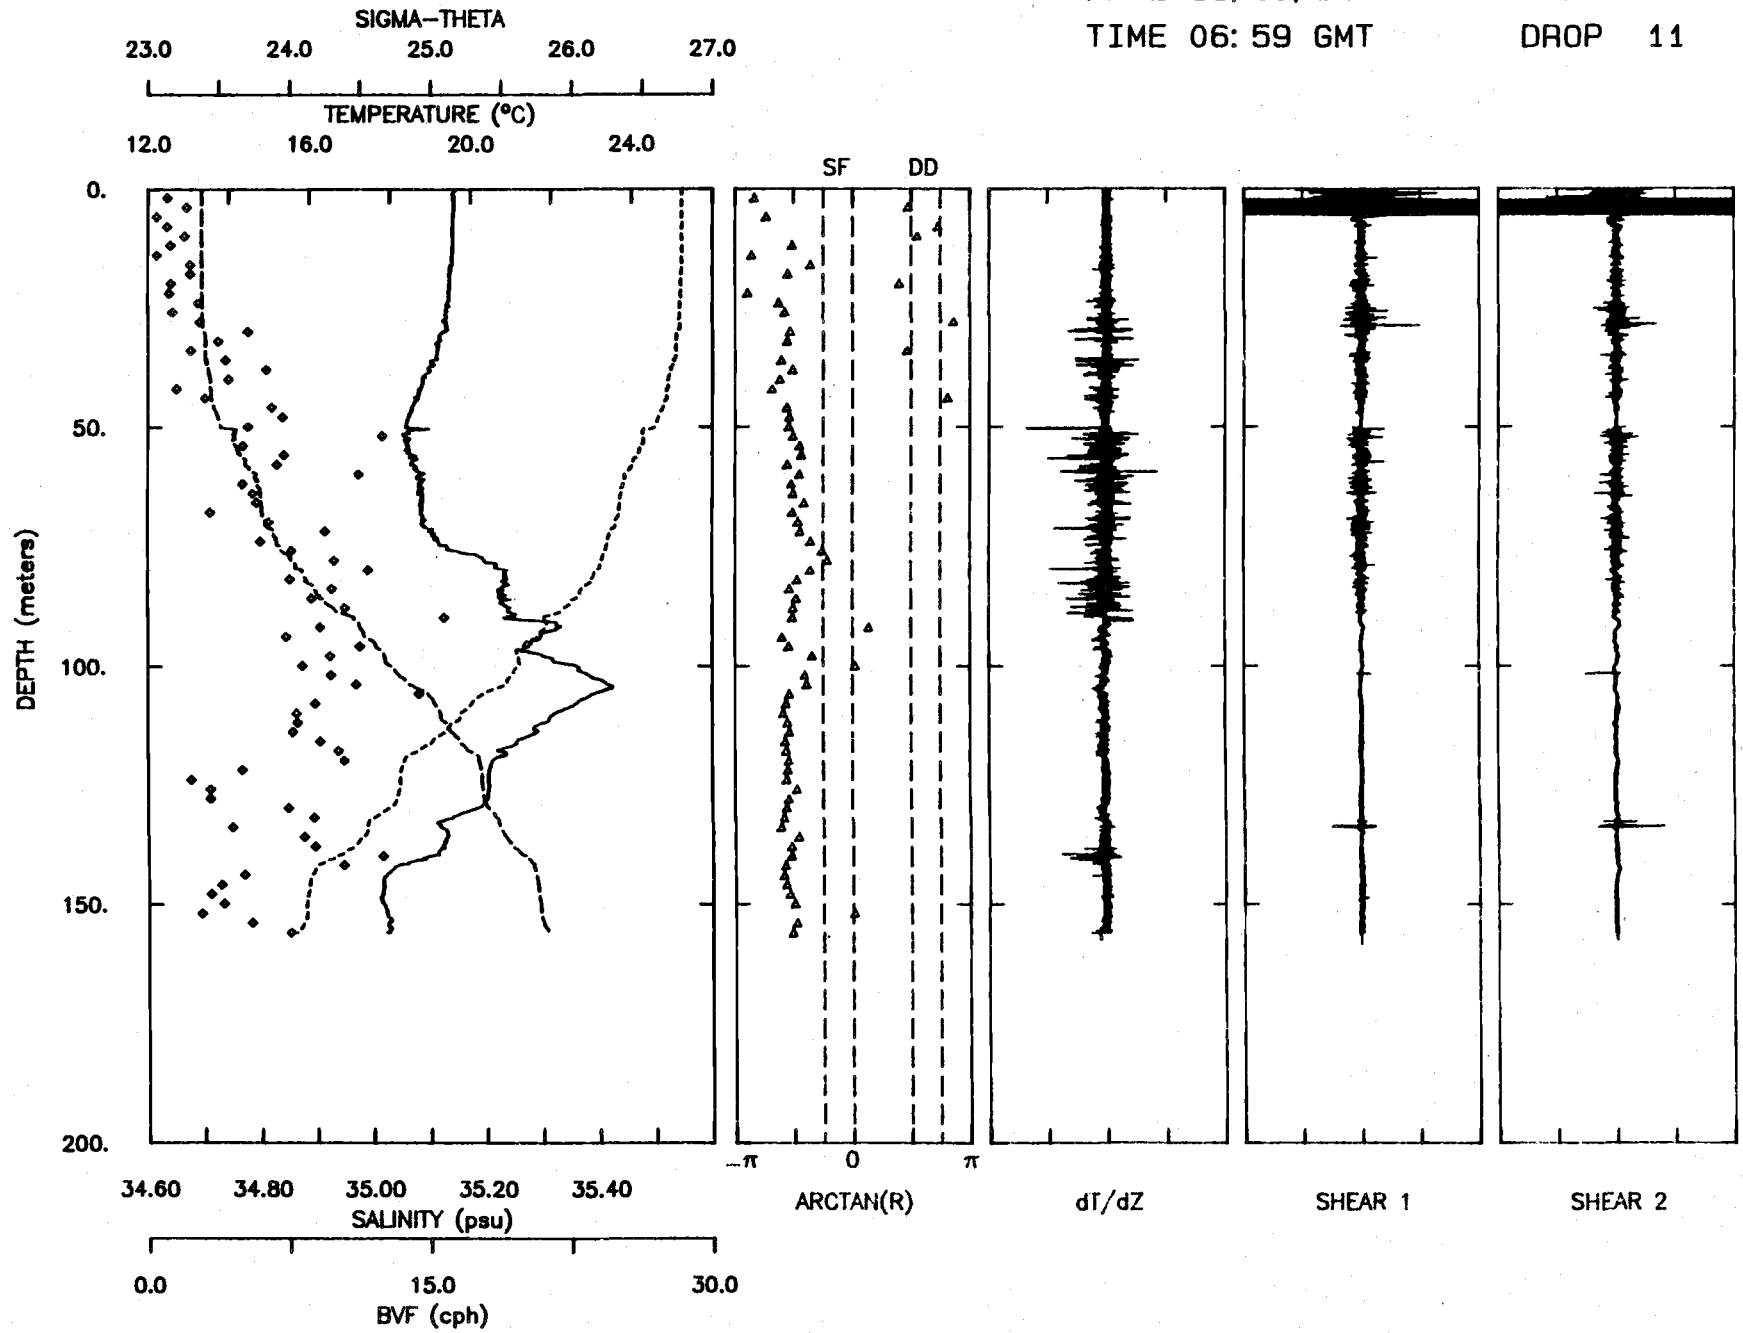 TIME 06:59 GMT DROP 11
SIGMA-THETA
23.0 24.0 25.0 26.0 27.0
TEMPERATURE (°C)
12.0 16.0 20.0 24.0
SF DD
0.
50.
100.
150.
200.
DEPTH (meters)
-π 0 π
34.60 34.80 35.00 35.20 35.40
SALINITY (psu)
ARCTAN(R) dT/dZ SHEAR 1 SHEAR 2
0.0 15.0 30.0
BVF (cph)